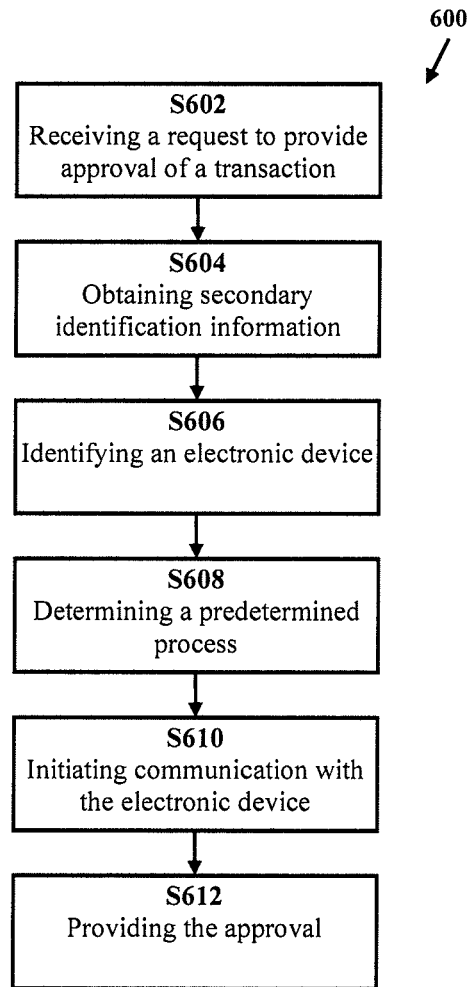 600
S602
Receiving a request to provide
approval of a transaction
S604
Obtaining secondary
identification information
S606
Identifying an electronic device
S608
Determining a predetermined
process
S610
Initiating communication with
the electronic device
S612
Providing the approval